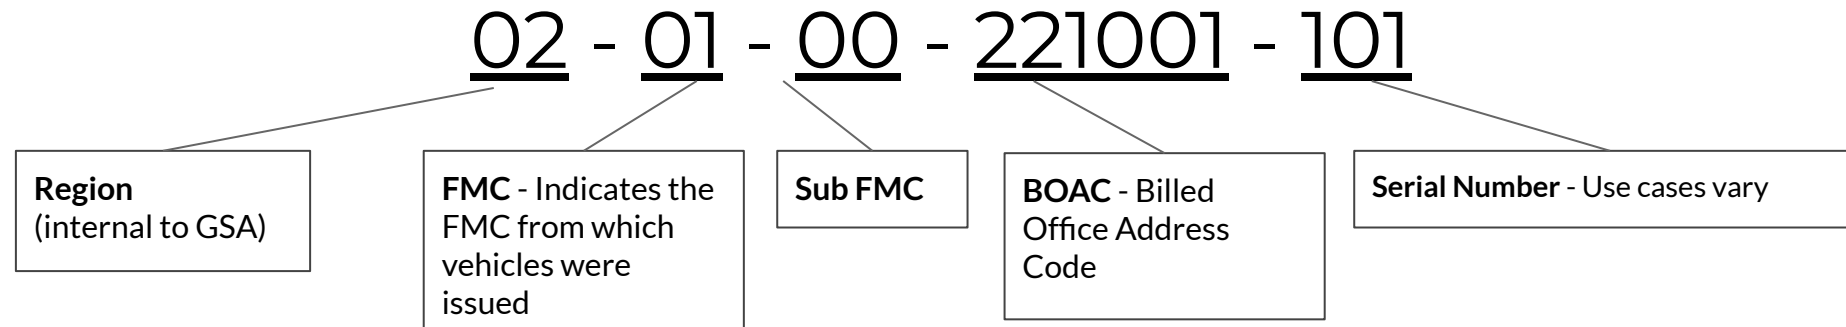 02 - 01 - 00 - 221001 - 101
Region
(internal to GSA)
FMC - Indicates the
FMC from which
vehicles were
issued
Sub FMC
BOAC - Billed
Office Address
Code
Serial Number - Use cases vary